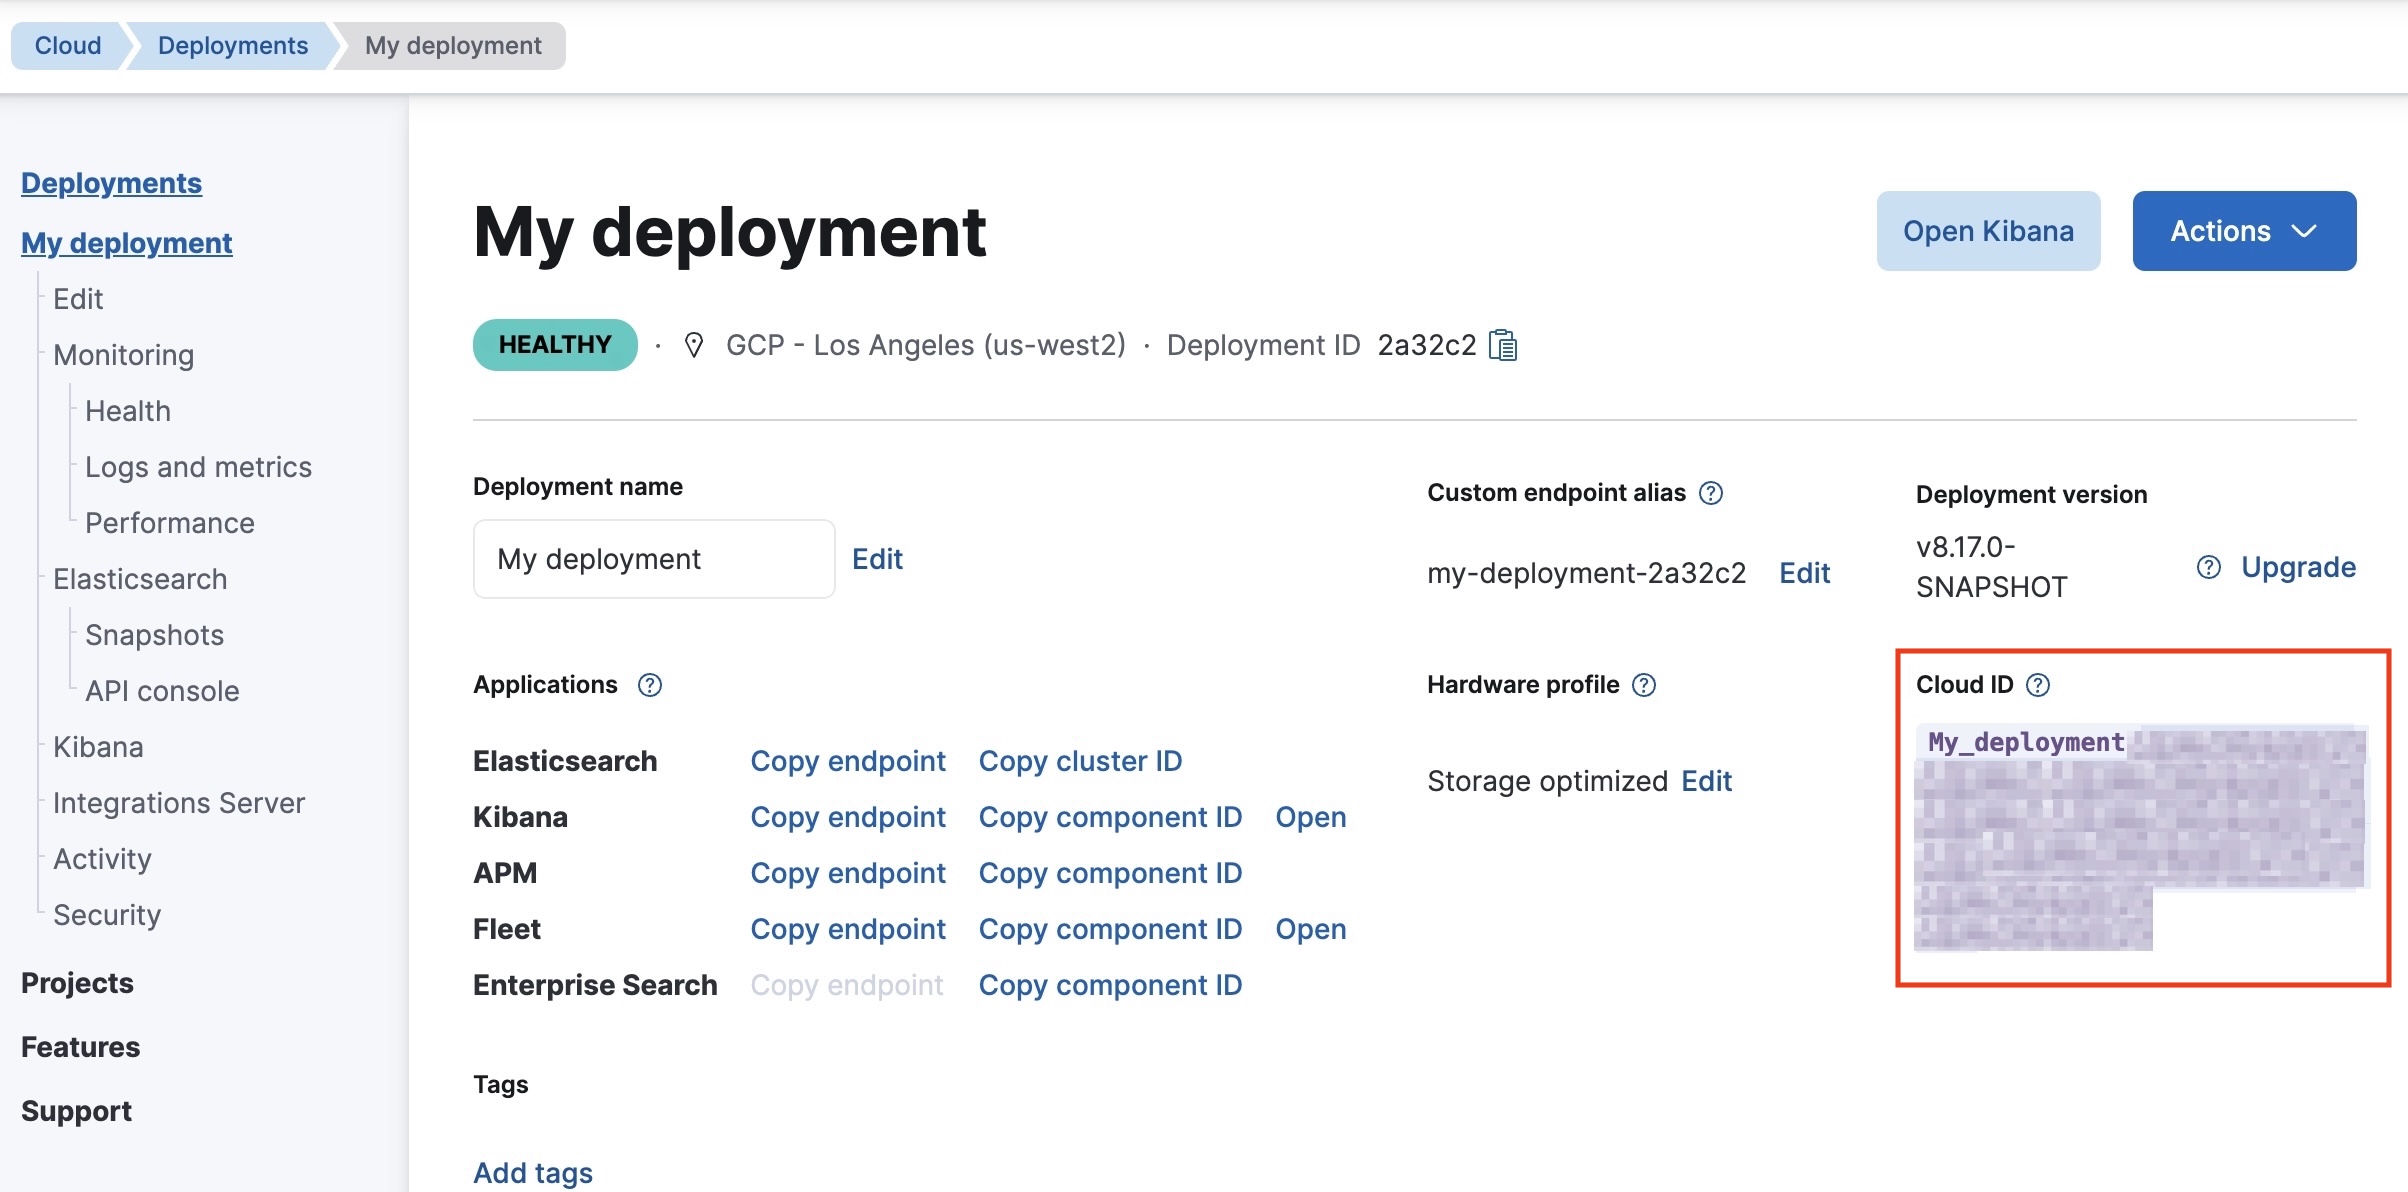 Cloud
Deployments
My deployment
Deployments
My deployment
Edit
Monitoring
Health
Logs and metrics
Performance
Elasticsearch
Snapshots
API console
Kibana
Integrations Server
Activity
Security
Projects
Features
Support
My deployment
Open Kibana
Actions
HEALTHY · GCP - Los Angeles (us-west2) · Deployment ID 2a32c2
Deployment name
My deployment Edit
Custom endpoint alias
my-deployment-2a32c2 Edit
Deployment version
v8.17.0-
SNAPSHOT
Upgrade
Applications
Elasticsearch Copy endpoint Copy cluster ID
Kibana Copy endpoint Copy component ID Open
APM Copy endpoint Copy component ID
Fleet Copy endpoint Copy component ID Open
Enterprise Search Copy endpoint Copy component ID
Hardware profile
Storage optimized Edit
Cloud ID
My_deployment
Tags
Add tags